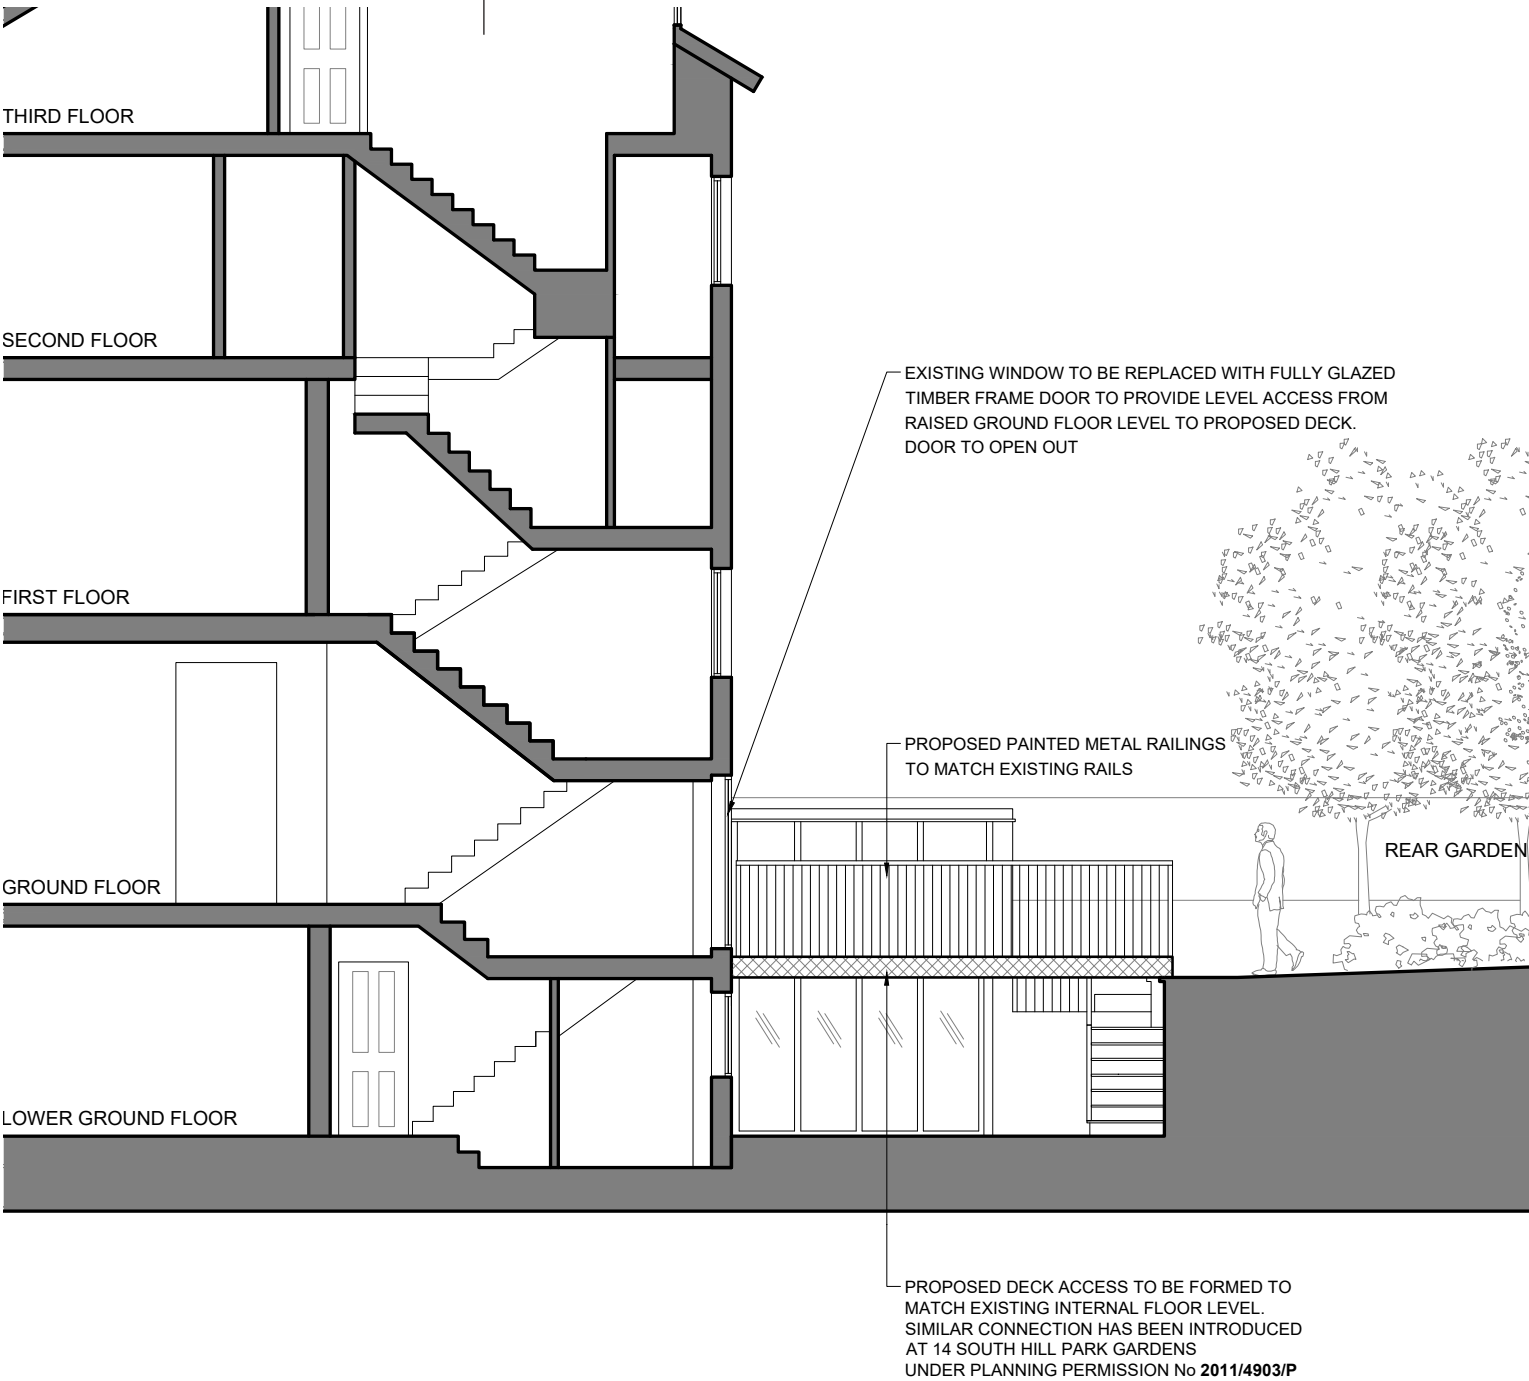 THIRD FLOOR
SECOND FLOOR
EXISTING WINDOW TO BE REPLACED WITH FULLY GLAZED
TIMBER FRAME DOOR TO PROVIDE LEVEL ACCESS FROM
RAISED GROUND FLOOR LEVEL TO PROPOSED DECK.
DOOR TO OPEN OUT
FIRST FLOOR
PROPOSED PAINTED METAL RAILINGS
TO MATCH EXISTING RAILS
REAR GARDEN
GROUND FLOOR
LOWER GROUND FLOOR
PROPOSED DECK ACCESS TO BE FORMED TO
MATCH EXISTING INTERNAL FLOOR LEVEL.
SIMILAR CONNECTION HAS BEEN INTRODUCED
AT 14 SOUTH HILL PARK GARDENS
UNDER PLANNING PERMISSION No 2011/4903/P